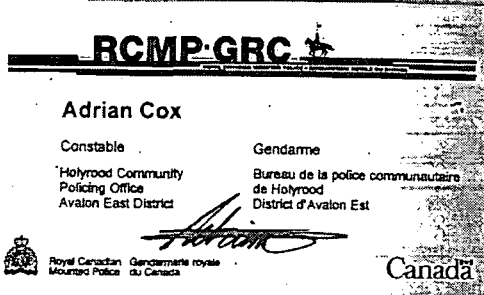 RCMP·GRC
Adrian Cox
Constable
Gendarme
Holyrood Community
Policing Office
Avalon East District
Bureau de la police communautaire
de Holyrood
District d'Avalon Est
Royal Canadian Mounted Police
Gendarmerie royale du Canada
Canada